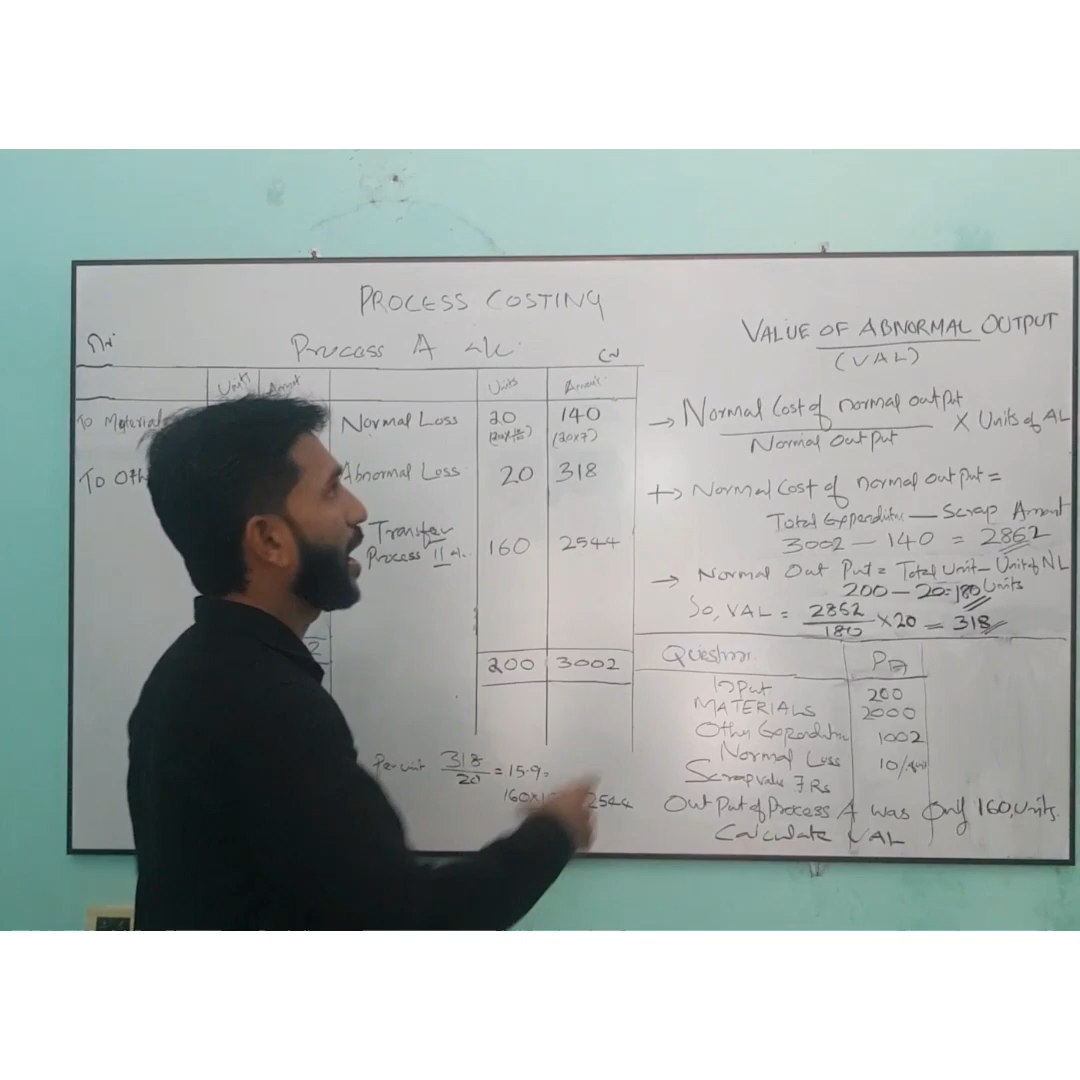 PROCESS COSTING
Dr
Process A a/c
Cr
Units Amount
Units Amount
To Material
Normal Loss 20 140
(20x7)
To Oth
Abnormal Loss 20 318
Transfer
Process II a/c. 160 2544
2
200 3002
Per unit 318/20 = 15.9
2544
VALUE OF ABNORMAL OUTPUT
(VAL)
→ Normal Cost of normal output
Normal Output
X Units of AL
→ Normal Cost of normal output =
Total Expenditure — Scrap Amount
3002 — 140 = 2862
→ Normal Out Put = Total Unit — Unit of NL
200 — 20 = 180 Units
So, VAL = 2862/180 x 20 = 318
Question. PA
Input 200
MATERIALS 2000
Other Expenditure 1002
Normal Loss 10%
Scrap value 7 Rs
Out Put of Process A was only 160, units.
Calculate VAL